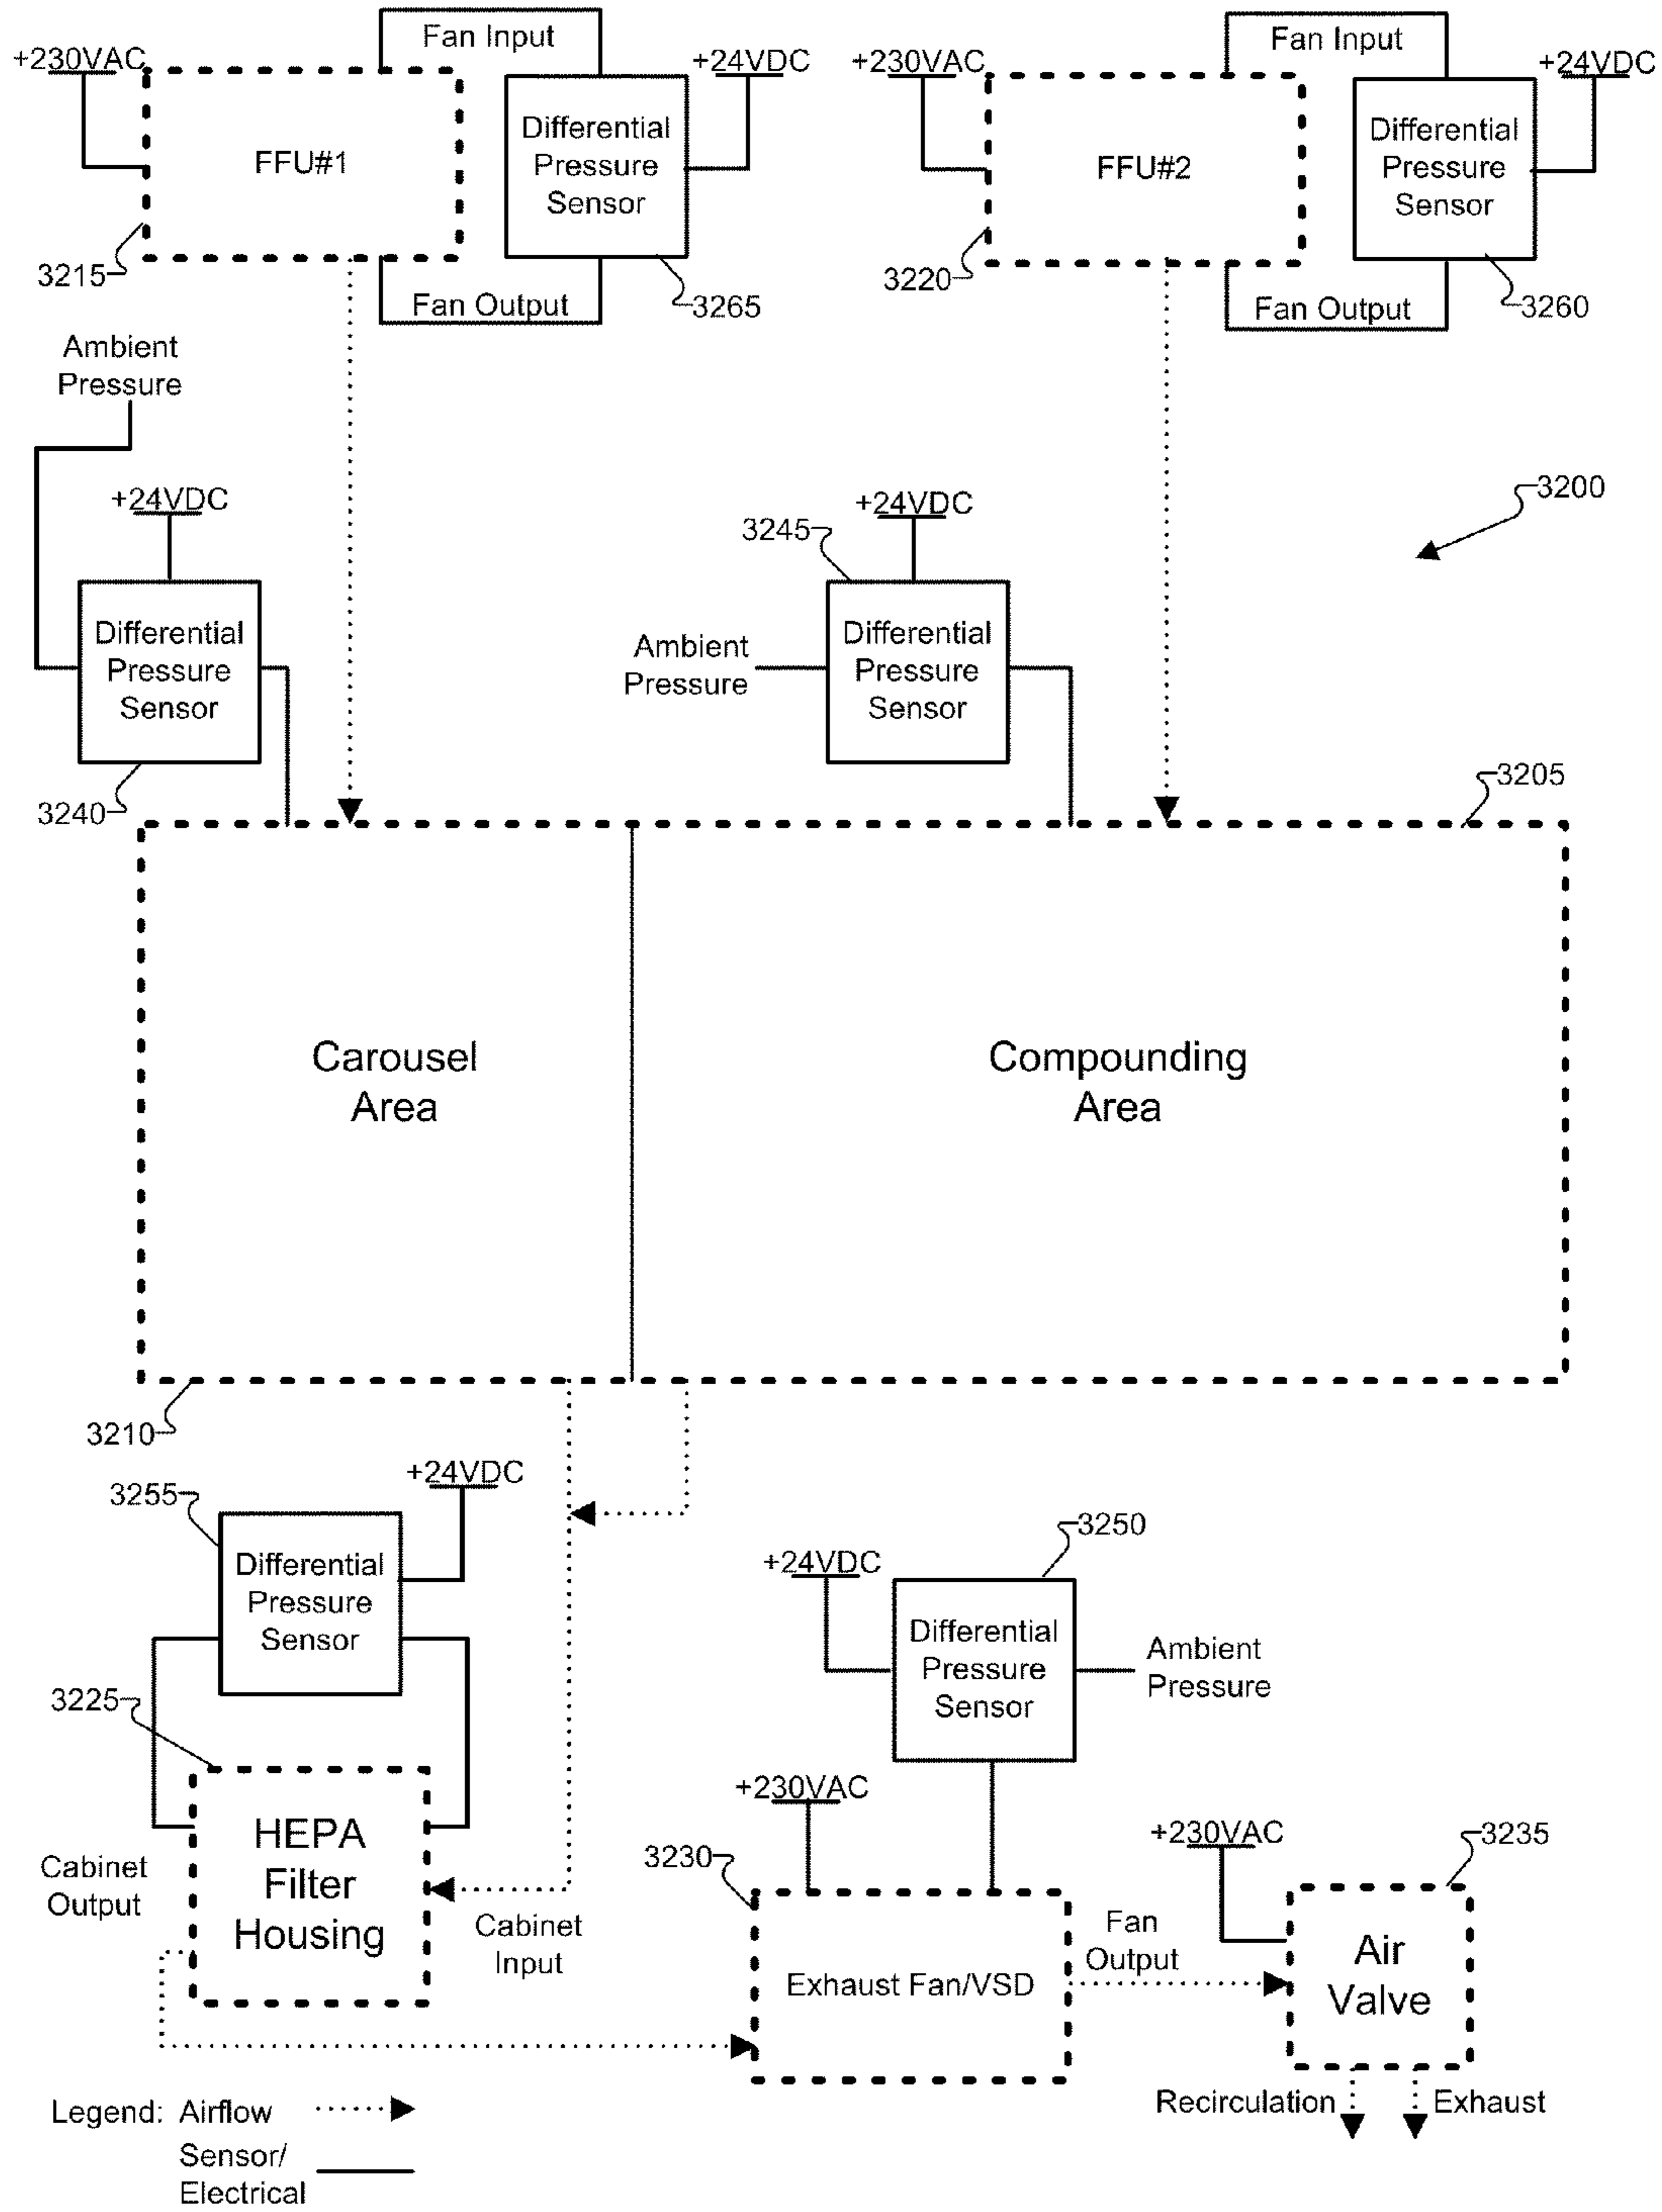 Fan Input
Fan Input
+230VAC
+24VDC
+230VAC
+24VDC
FFU#1
Differential
Pressure
Sensor
FFU#2
Differential
Pressure
Sensor
3215
Fan Output
3265
3220
Fan Output
3260
Ambient
Pressure
+24VDC
+24VDC
3200
3245
Differential
Pressure
Sensor
Ambient
Pressure
Differential
Pressure
Sensor
3240
3205
Carousel
Area
Compounding
Area
3210
+24VDC
3255
Differential
Pressure
Sensor
3250
+24VDC
Differential
Pressure
Sensor
Ambient
Pressure
3225
+230VAC
HEPA
Filter
Housing
Cabinet
Output
Cabinet
Input
3230
+230VAC
3235
Exhaust Fan/VSD
Fan
Output
Air
Valve
Recirculation
Exhaust
Legend: Airflow
Sensor/
Electrical